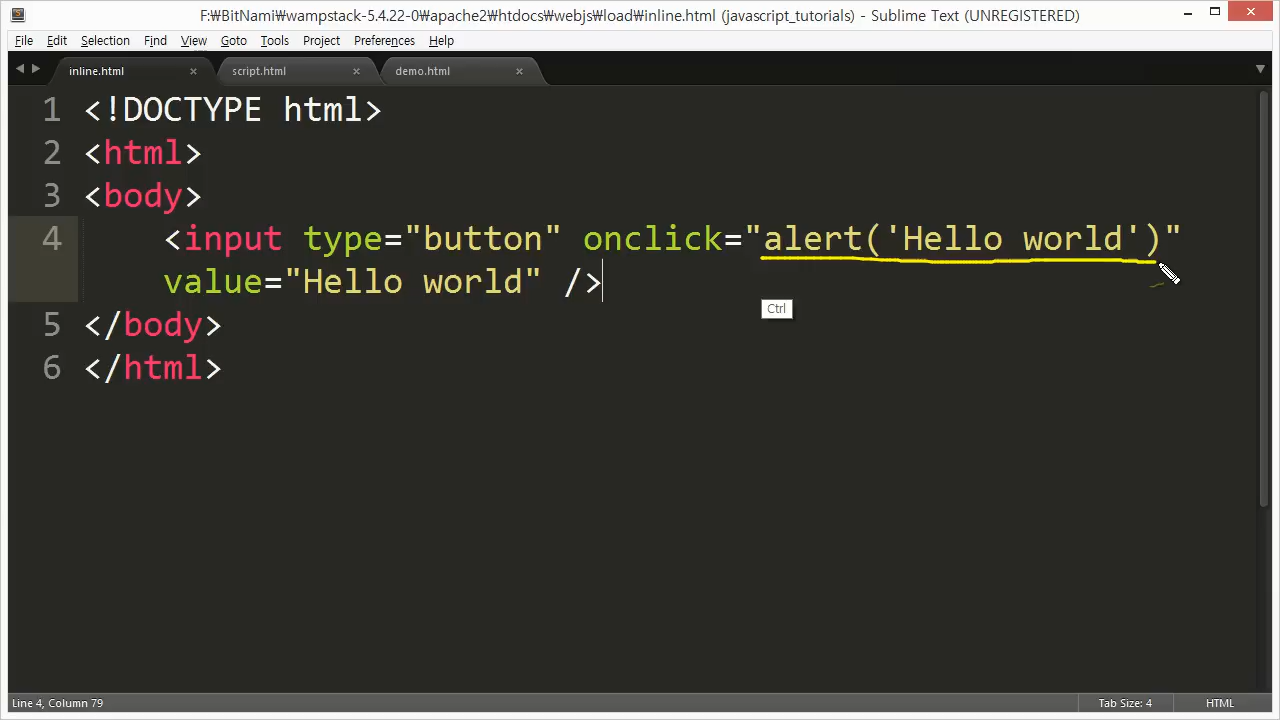 F:₩BitNami₩wampstack-5.4.22-0₩apache2₩htdocs₩webjs₩load₩inline.html (javascript_tutorials) - Sublime Text (UNREGISTERED)
File Edit Selection View Goto Tools Project Preferences Help
inline.html × script.html × demo.html ×
1 <!DOCTYPE html>
2 <html>
3 <body>
4 <input type="button" onclick="alert('Hello world')"
value="Hello world" />
Ctrl
5 </body>
6 </html>
Line 4, Column 79 Tab Size: 4 HTML